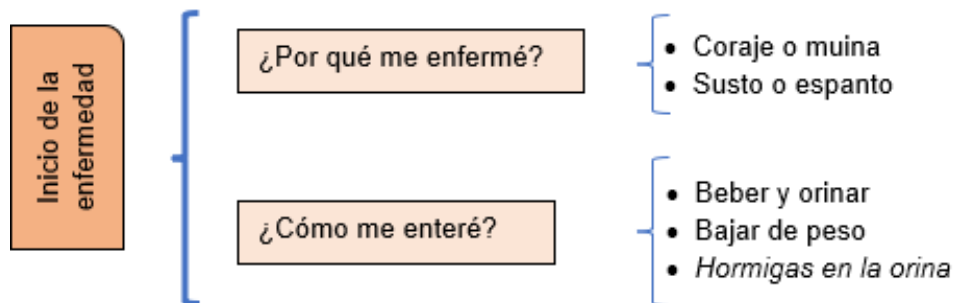 Inicio de la
enfermedad
¿Por qué me enfermé?
• Coraje o muina
• Susto o espanto
¿Cómo me enteré?
• Beber y orinar
• Bajar de peso
• Hormigas en la orina